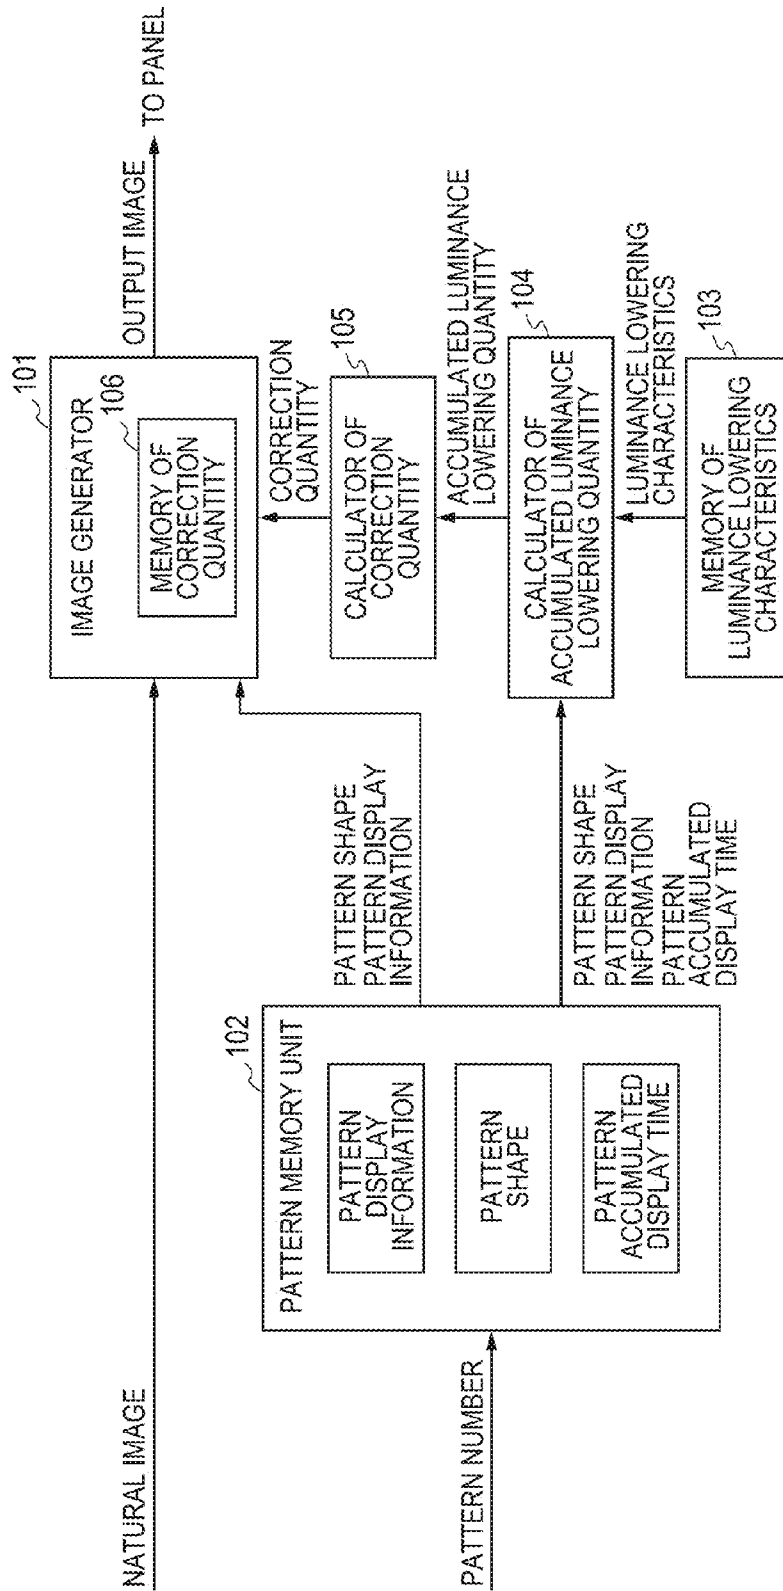 NATURAL IMAGE
PATTERN NUMBER
102
PATTERN MEMORY UNIT
PATTERN
DISPLAY
INFORMATION
PATTERN
SHAPE
PATTERN
ACCUMULATED
DISPLAY TIME
PATTERN SHAPE
PATTERN DISPLAY
INFORMATION
PATTERN SHAPE
PATTERN DISPLAY
INFORMATION
PATTERN
ACCUMULATED
DISPLAY TIME
101
IMAGE GENERATOR
106
MEMORY OF
CORRECTION
QUANTITY
OUTPUT IMAGE
TO PANEL
CORRECTION
QUANTITY
105
CALCULATOR OF
CORRECTION
QUANTITY
ACCUMULATED LUMINANCE
LOWERING QUANTITY
104
CALCULATOR OF
ACCUMULATED LUMINANCE
LOWERING QUANTITY
LUMINANCE LOWERING
CHARACTERISTICS
103
MEMORY OF
LUMINANCE LOWERING
CHARACTERISTICS